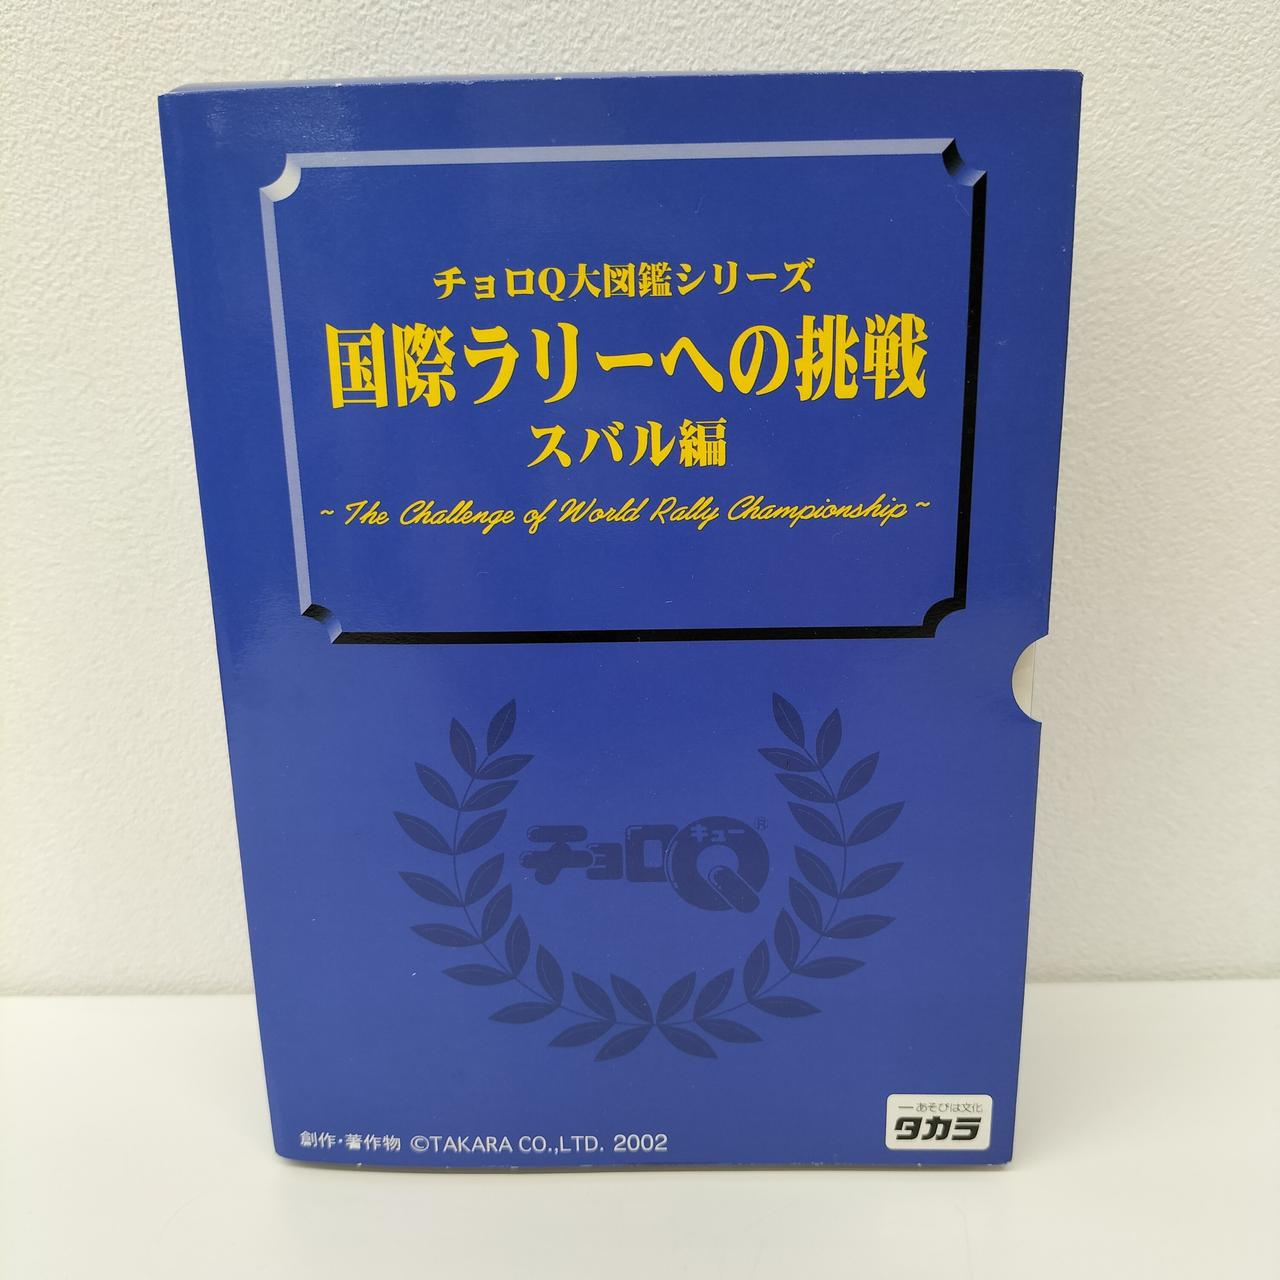 チョロQ大図鑑シリーズ
国際ラリーへの挑戦
スバル編
~ The Challenge of World Rally Championship ~
チョロQ®
キュー
創作・著作物 ©TAKARA CO.,LTD. 2002
―あそびは文化
タカラ